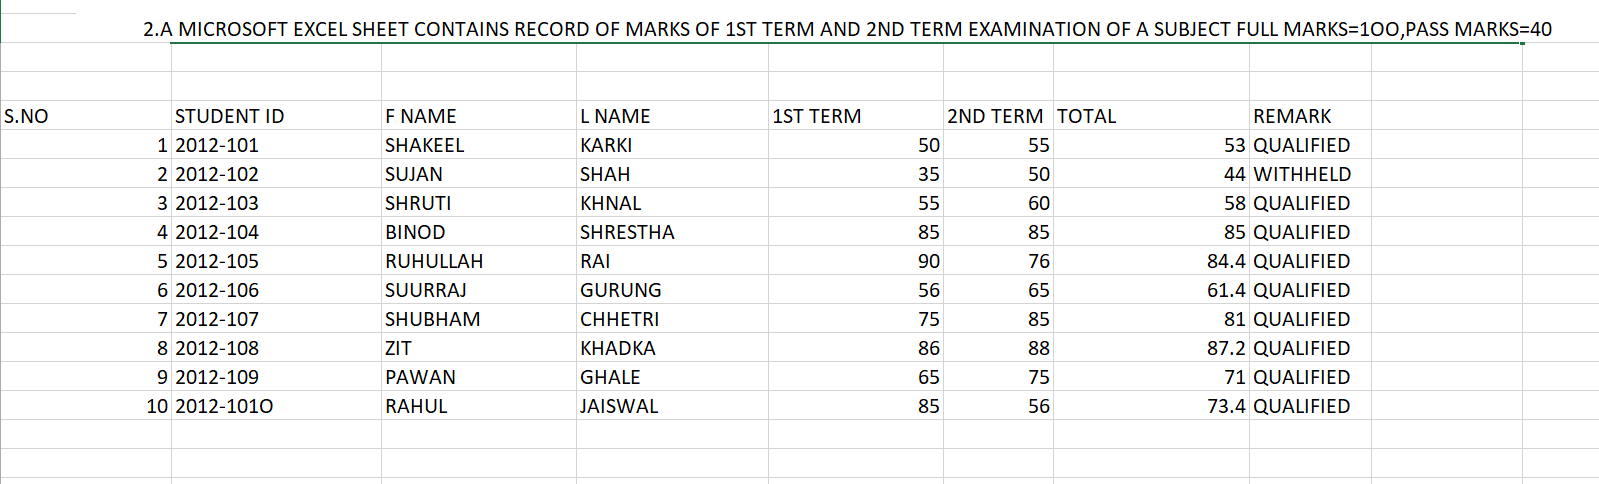 2.A MICROSOFT EXCEL SHEET CONTAINS RECORD OF MARKS OF 1ST TERM AND 2ND TERM EXAMINATION OF A SUBJECT FULL MARKS=1OO,PASS MARKS=40
S.NO STUDENT ID F NAME L NAME 1ST TERM 2ND TERM TOTAL REMARK
1 2012-101 SHAKEEL KARKI 50 55 53 QUALIFIED
2 2012-102 SUJAN SHAH 35 50 44 WITHHELD
3 2012-103 SHRUTI KHNAL 55 60 58 QUALIFIED
4 2012-104 BINOD SHRESTHA 85 85 85 QUALIFIED
5 2012-105 RUHULLAH RAI 90 76 84.4 QUALIFIED
6 2012-106 SUURRAJ GURUNG 56 65 61.4 QUALIFIED
7 2012-107 SHUBHAM CHHETRI 75 85 81 QUALIFIED
8 2012-108 ZIT KHADKA 86 88 87.2 QUALIFIED
9 2012-109 PAWAN GHALE 65 75 71 QUALIFIED
10 2012-101O RAHUL JAISWAL 85 56 73.4 QUALIFIED